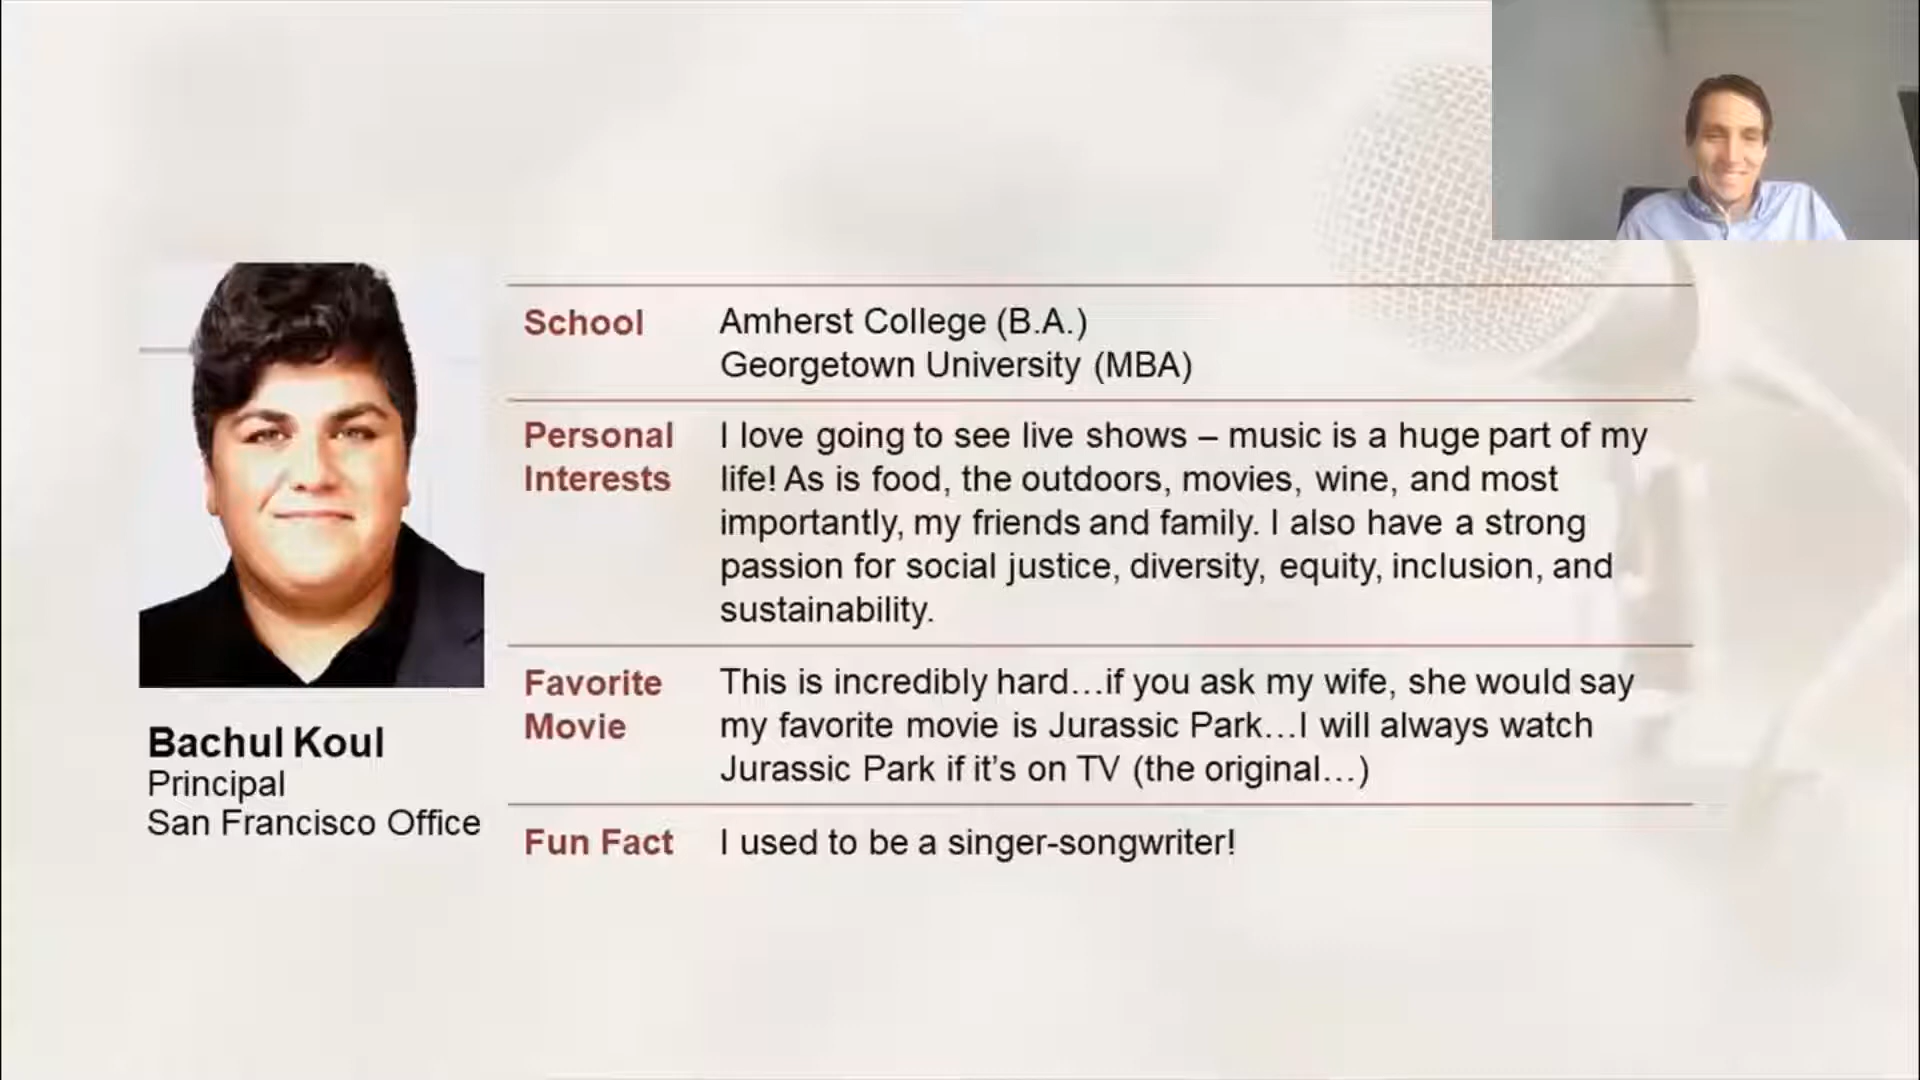 School
Amherst College (B.A.)
Georgetown University (MBA)
Personal
Interests
I love going to see live shows – music is a huge part of my
life! As is food, the outdoors, movies, wine, and most
importantly, my friends and family. I also have a strong
passion for social justice, diversity, equity, inclusion, and
sustainability.
Favorite
Movie
This is incredibly hard…if you ask my wife, she would say
my favorite movie is Jurassic Park…I will always watch
Jurassic Park if it’s on TV (the original…)
Fun Fact
I used to be a singer-songwriter!
Bachul Koul
Principal
San Francisco Office